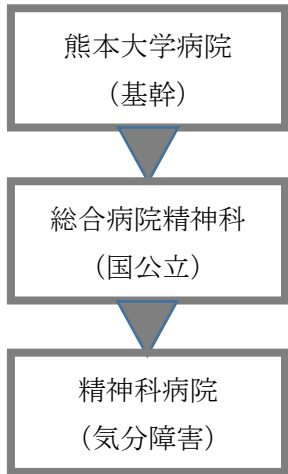 熊本大学病院
（基幹）
総合病院精神科
（国公立）
精神科病院
（気分障害）